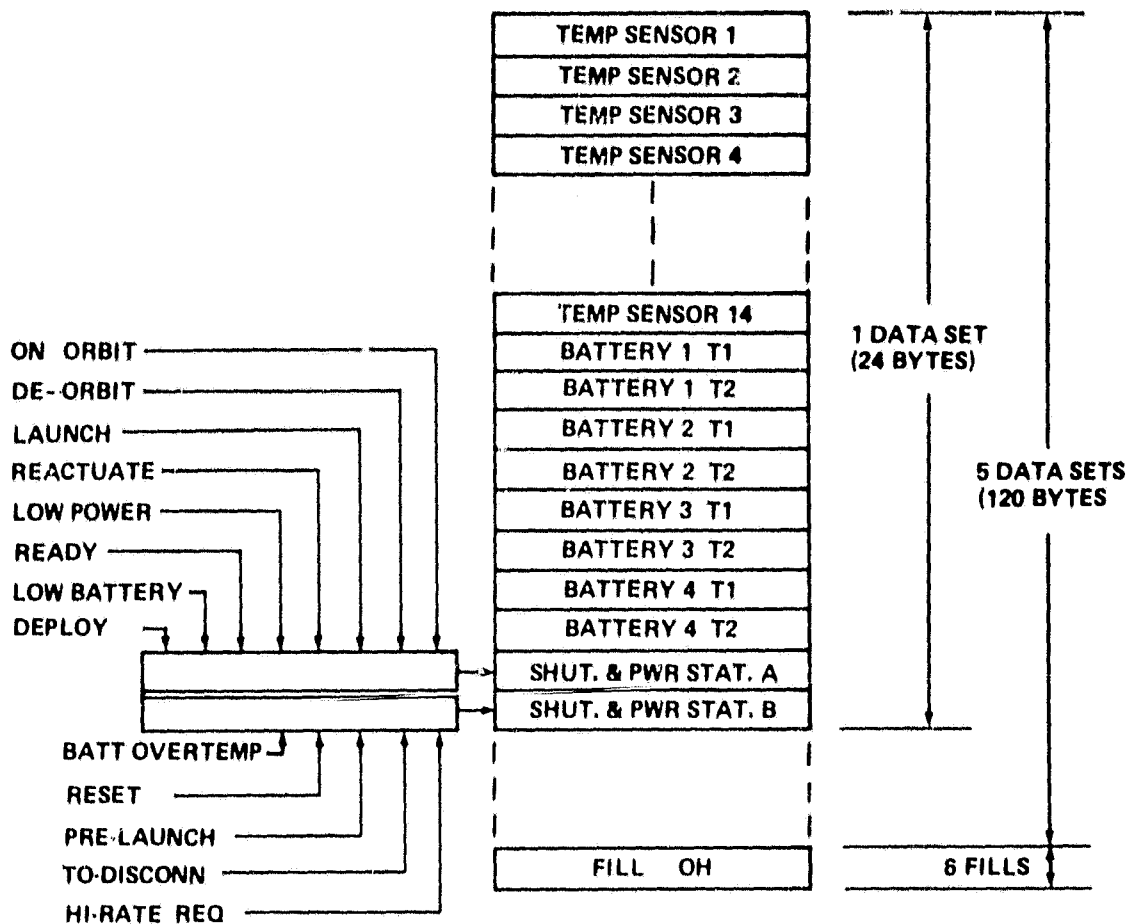 TEMP SENSOR 1
TEMP SENSOR 2
TEMP SENSOR 3
TEMP SENSOR 4
TEMP SENSOR 14
BATTERY 1 T1
BATTERY 1 T2
BATTERY 2 T1
BATTERY 2 T2
BATTERY 3 T1
BATTERY 3 T2
BATTERY 4 T1
BATTERY 4 T2
SHUT. & PWR STAT. A
SHUT. & PWR STAT. B
FILL OH
ON ORBIT
DE-ORBIT
LAUNCH
REACTUATE
LOW POWER
READY
LOW BATTERY
DEPLOY
BATT OVERTEMP
RESET
PRE-LAUNCH
TO-DISCONN
HI-RATE REQ
1 DATA SET
(24 BYTES)
5 DATA SETS
(120 BYTES
6 FILLS